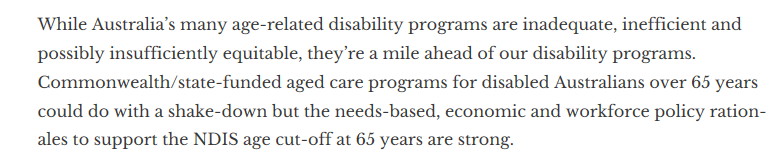 While Australia’s many age-related disability programs are inadequate, inefficient and
possibly insufficiently equitable, they’re a mile ahead of our disability programs.
Commonwealth/state-funded aged care programs for disabled Australians over 65 years
could do with a shake-down but the needs-based, economic and workforce policy ration-
ales to support the NDIS age cut-off at 65 years are strong.